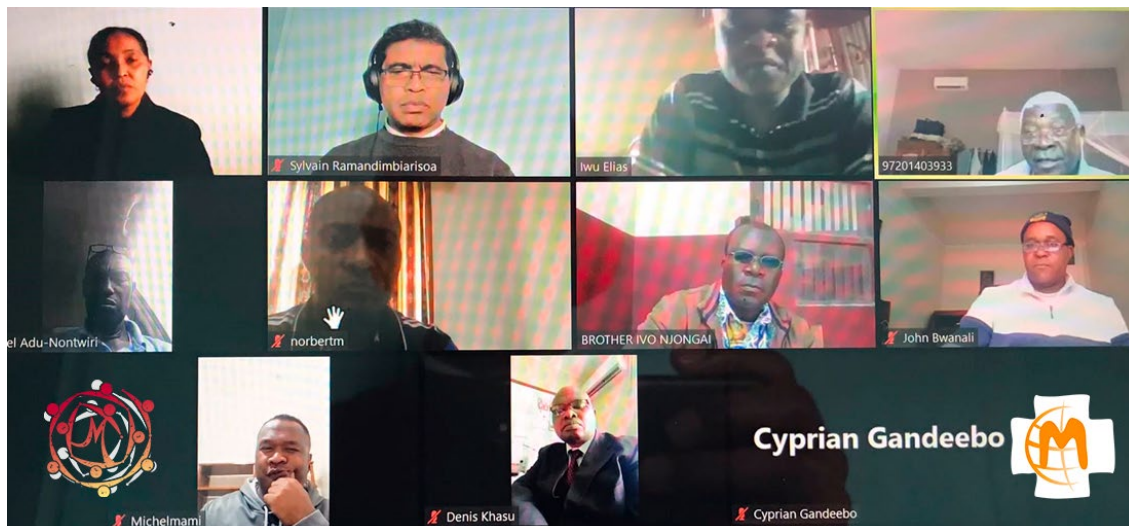 Sylvain Ramandimbiarisoa
Iwu Elias
97201403933
el Adu-Nontwiri
norbertm
BROTHER IVO NJONGAI
John Bwanali
Cyprian Gandeebo
M
M
Michelmami
Denis Khasu
Cyprian Gandeebo